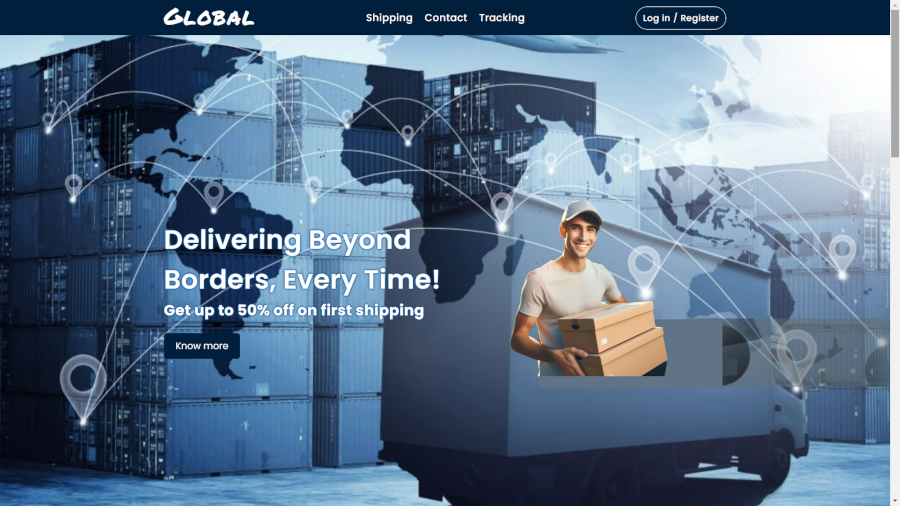 Global
Shipping Contact Tracking
Log in / Register
Delivering Beyond
Borders, Every Time!
Get up to 50% off on first shipping
Know more